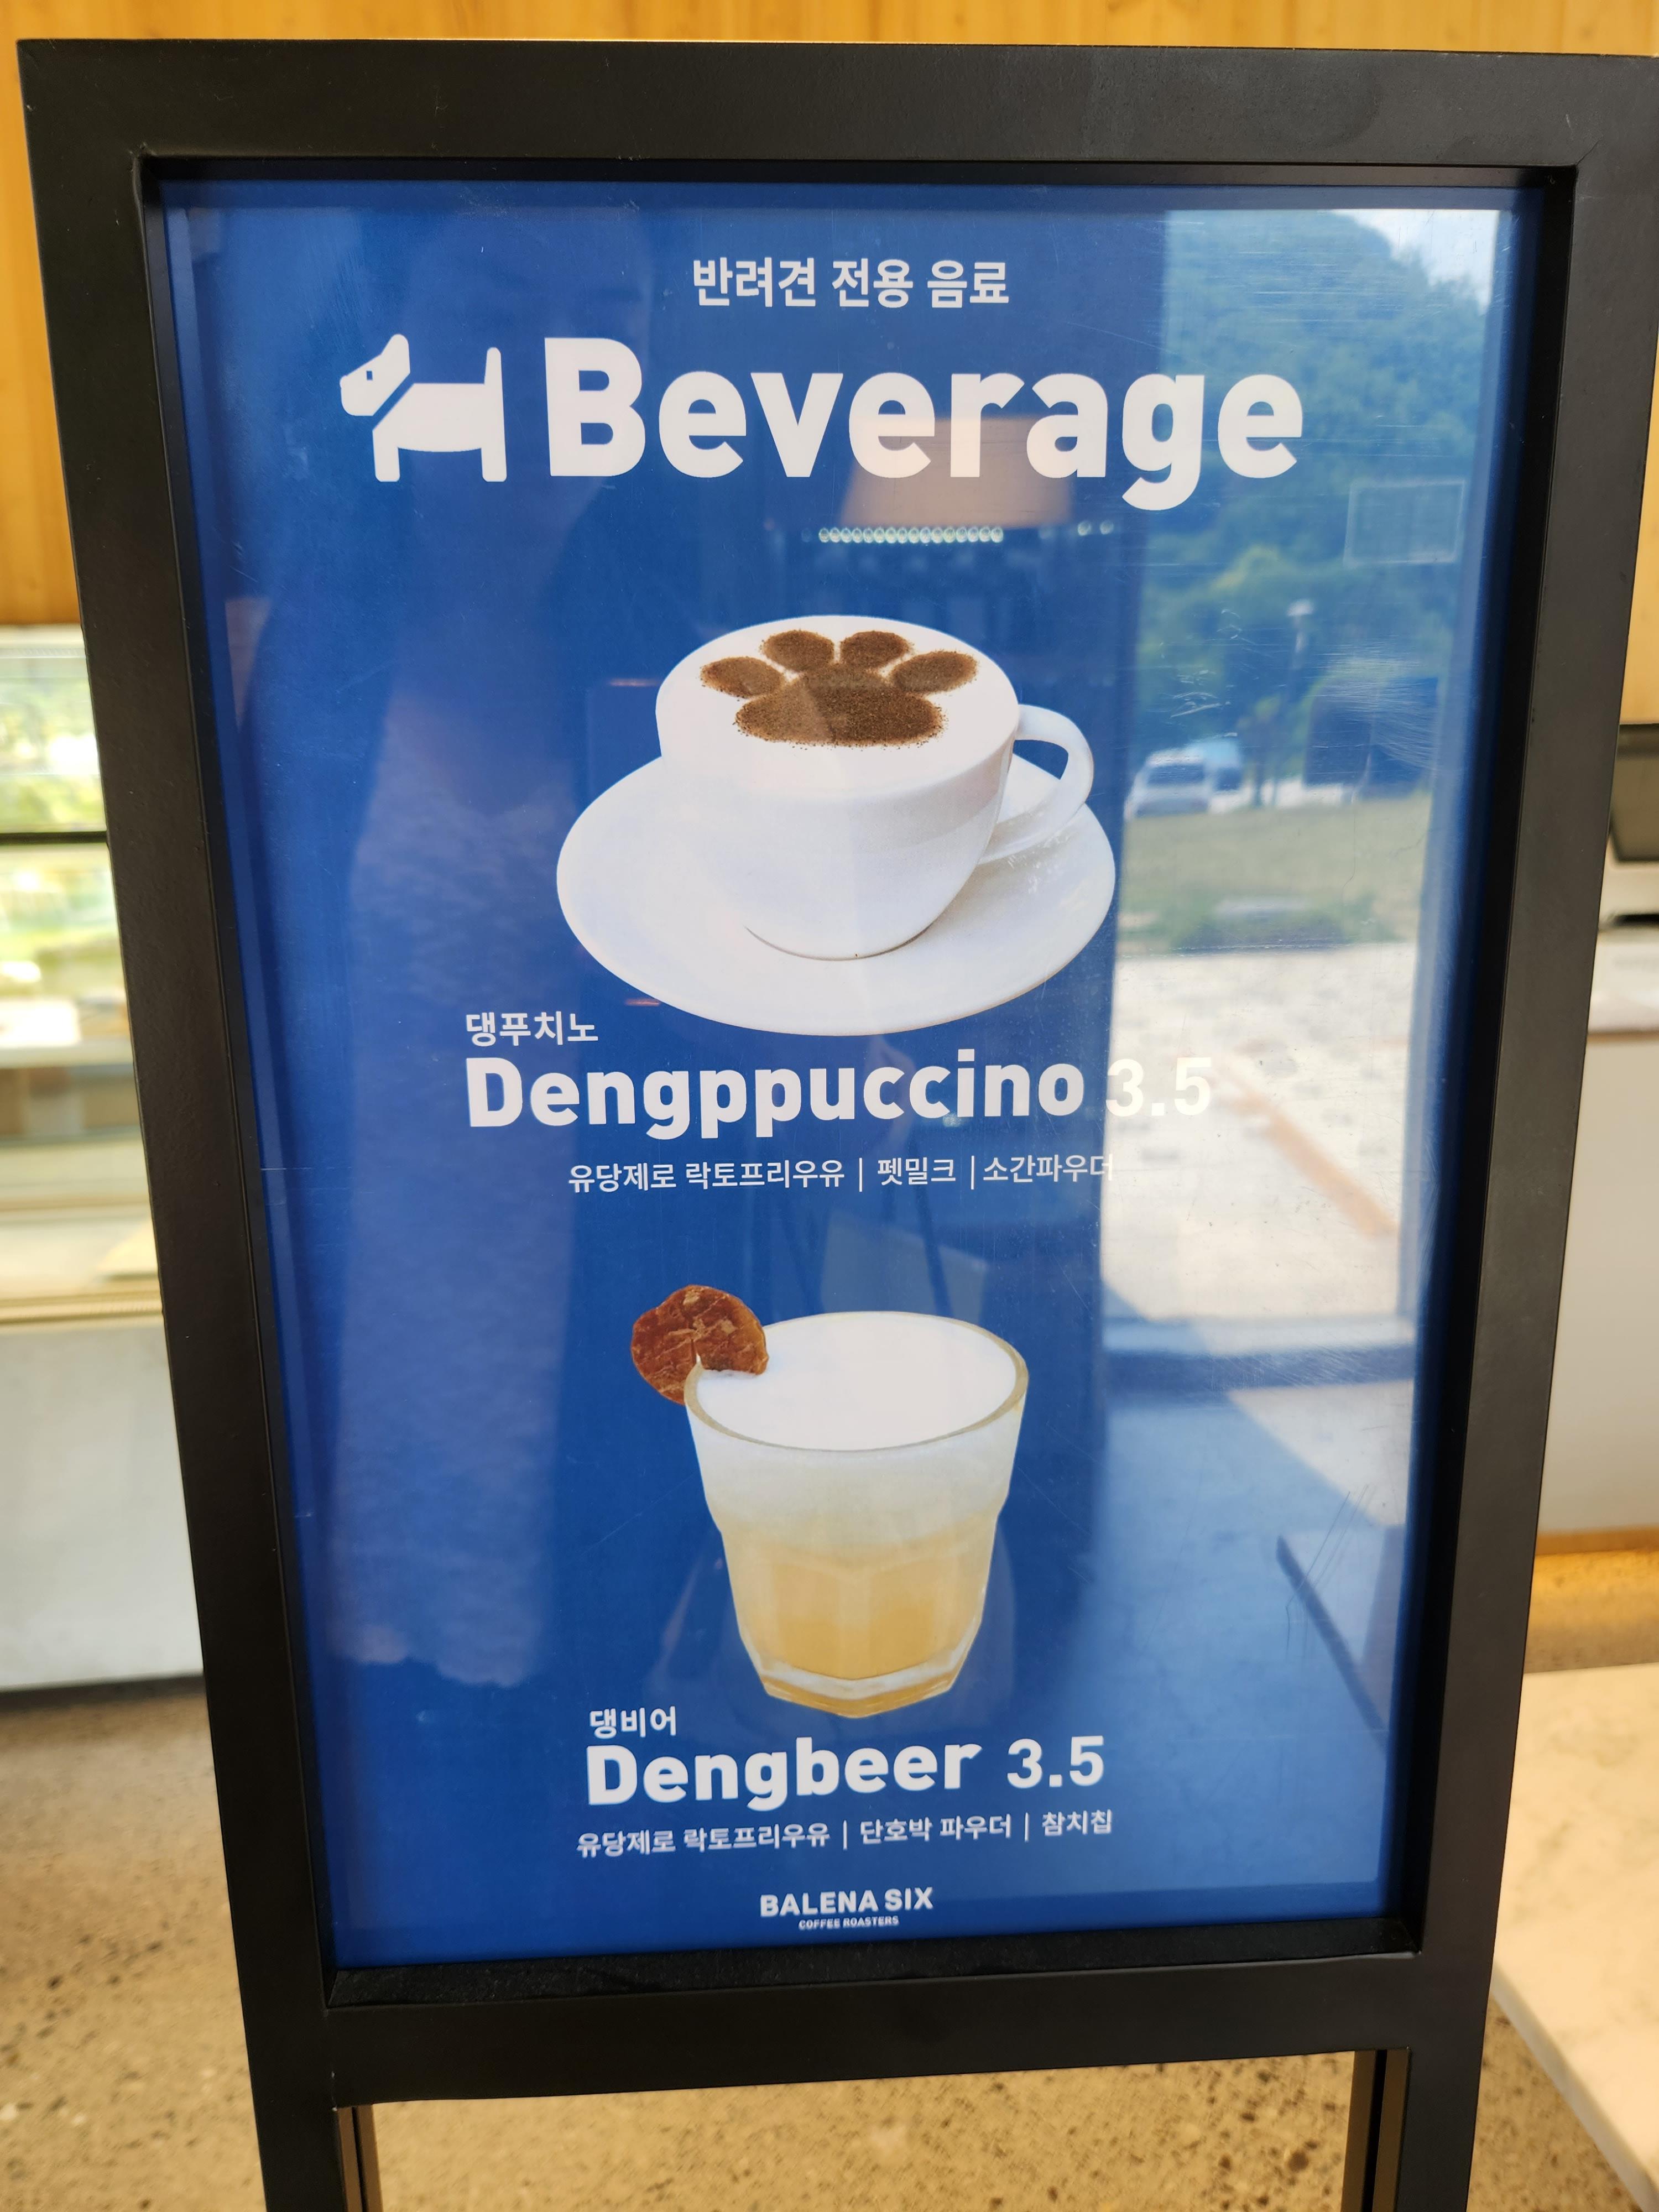 반려견 전용 음료
Beverage
댕푸치노
Dengppuccino 3.5
유당제로 락토프리우유 | 펫밀크 | 소간파우더
댕비어
Dengbeer 3.5
유당제로 락토프리우유 | 단호박 파우더 | 참치칩
BALENA SIX
COFFEE ROASTERS